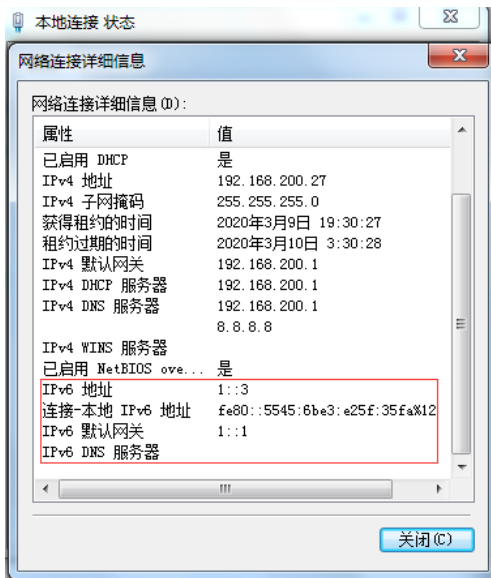 本地连接 状态
网络连接详细信息
网络连接详细信息(D):
属性 值
已启用 DHCP 是
IPv4 地址 192.168.200.27
IPv4 子网掩码 255.255.255.0
获得租约的时间 2020年3月9日 19:30:27
租约过期的时间 2020年3月10日 3:30:28
IPv4 默认网关 192.168.200.1
IPv4 DHCP 服务器 192.168.200.1
IPv4 DNS 服务器 192.168.200.1
8.8.8.8
IPv4 WINS 服务器
已启用 NetBIOS ove... 是
IPv6 地址 1::3
连接-本地 IPv6 地址 fe80::5545:6be3:e25f:35fa%12
IPv6 默认网关 1::1
IPv6 DNS 服务器
关闭(C)